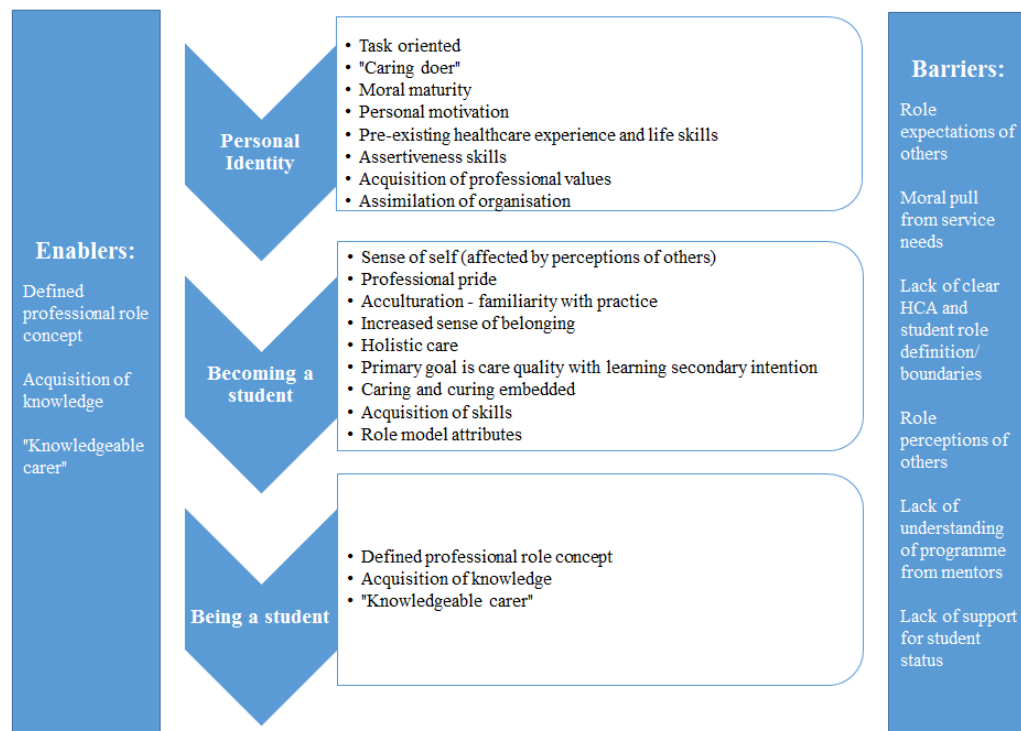 Enablers:
Defined
professional role
concept
Acquisition of
knowledge
"Knowledgeable
carer"
Personal
Identity
• Task oriented
• "Caring doer"
• Moral maturity
• Personal motivation
• Pre-existing healthcare experience and life skills
• Assertiveness skills
• Acquisition of professional values
• Assimilation of organisation
Becoming a
student
• Sense of self (affected by perceptions of others)
• Professional pride
• Acculturation - familiarity with practice
• Increased sense of belonging
• Holistic care
• Primary goal is care quality with learning secondary intention
• Caring and curing embedded
• Acquisition of skills
• Role model attributes
Being a student
• Defined professional role concept
• Acquisition of knowledge
• "Knowledgeable carer"
Barriers:
Role
expectations of
others
Moral pull
from service
needs
Lack of clear
HCA and
student role
definition/
boundaries
Role
perceptions of
others
Lack of
understanding
of programme
from mentors
Lack of support
for student
status